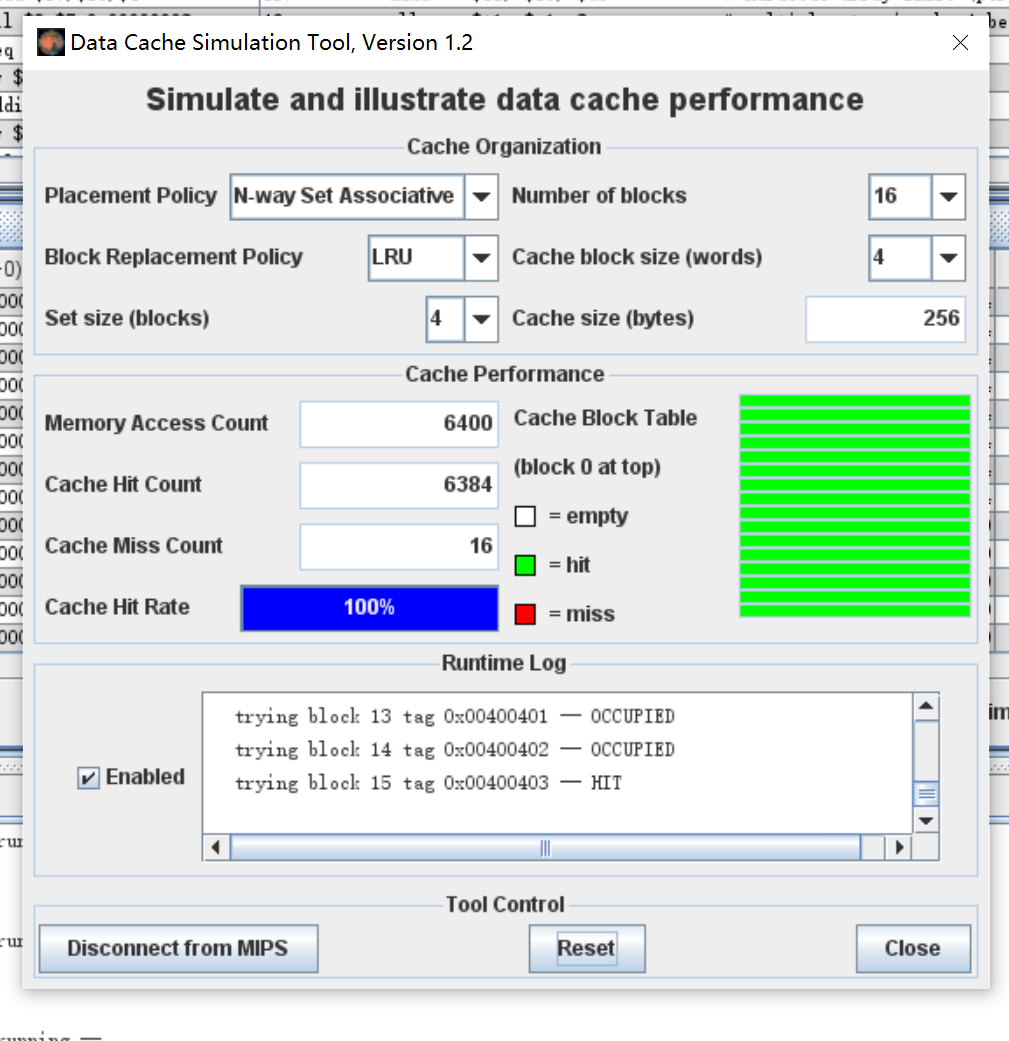 Data Cache Simulation Tool, Version 1.2
Simulate and illustrate data cache performance
Cache Organization
Placement Policy N-way Set Associative Number of blocks 16
Block Replacement Policy LRU Cache block size (words) 4
Set size (blocks) 4 Cache size (bytes) 256
Cache Performance
Memory Access Count 6400 Cache Block Table
(block 0 at top)
Cache Hit Count 6384
= empty
Cache Miss Count 16
= hit
Cache Hit Rate 100%
= miss
Runtime Log
trying block 13 tag 0x00400401 — OCCUPIED
trying block 14 tag 0x00400402 — OCCUPIED
Enabled
trying block 15 tag 0x00400403 — HIT
Tool Control
Disconnect from MIPS Reset Close